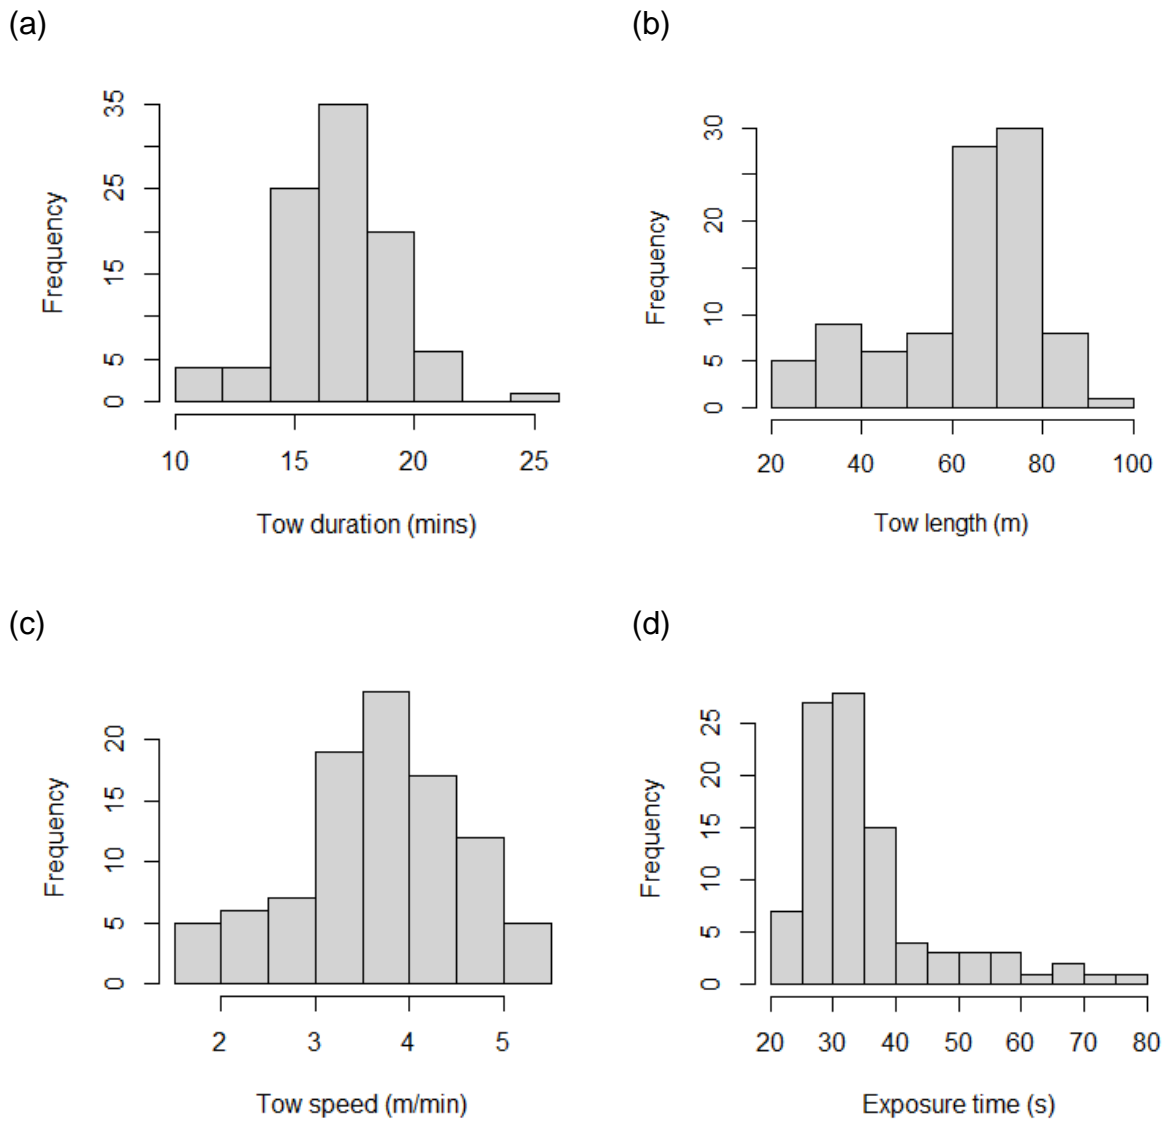 (a)
(b)
Frequency
0 5 15 25 35
10 15 20 25
Tow duration (mins)
Frequency
0 5 10 20 30
20 40 60 80 100
Tow length (m)
(c)
(d)
Frequency
0 5 10 15 20
2 3 4 5
Tow speed (m/min)
Frequency
0 5 10 15 20 25
20 30 40 50 60 70 80
Exposure time (s)